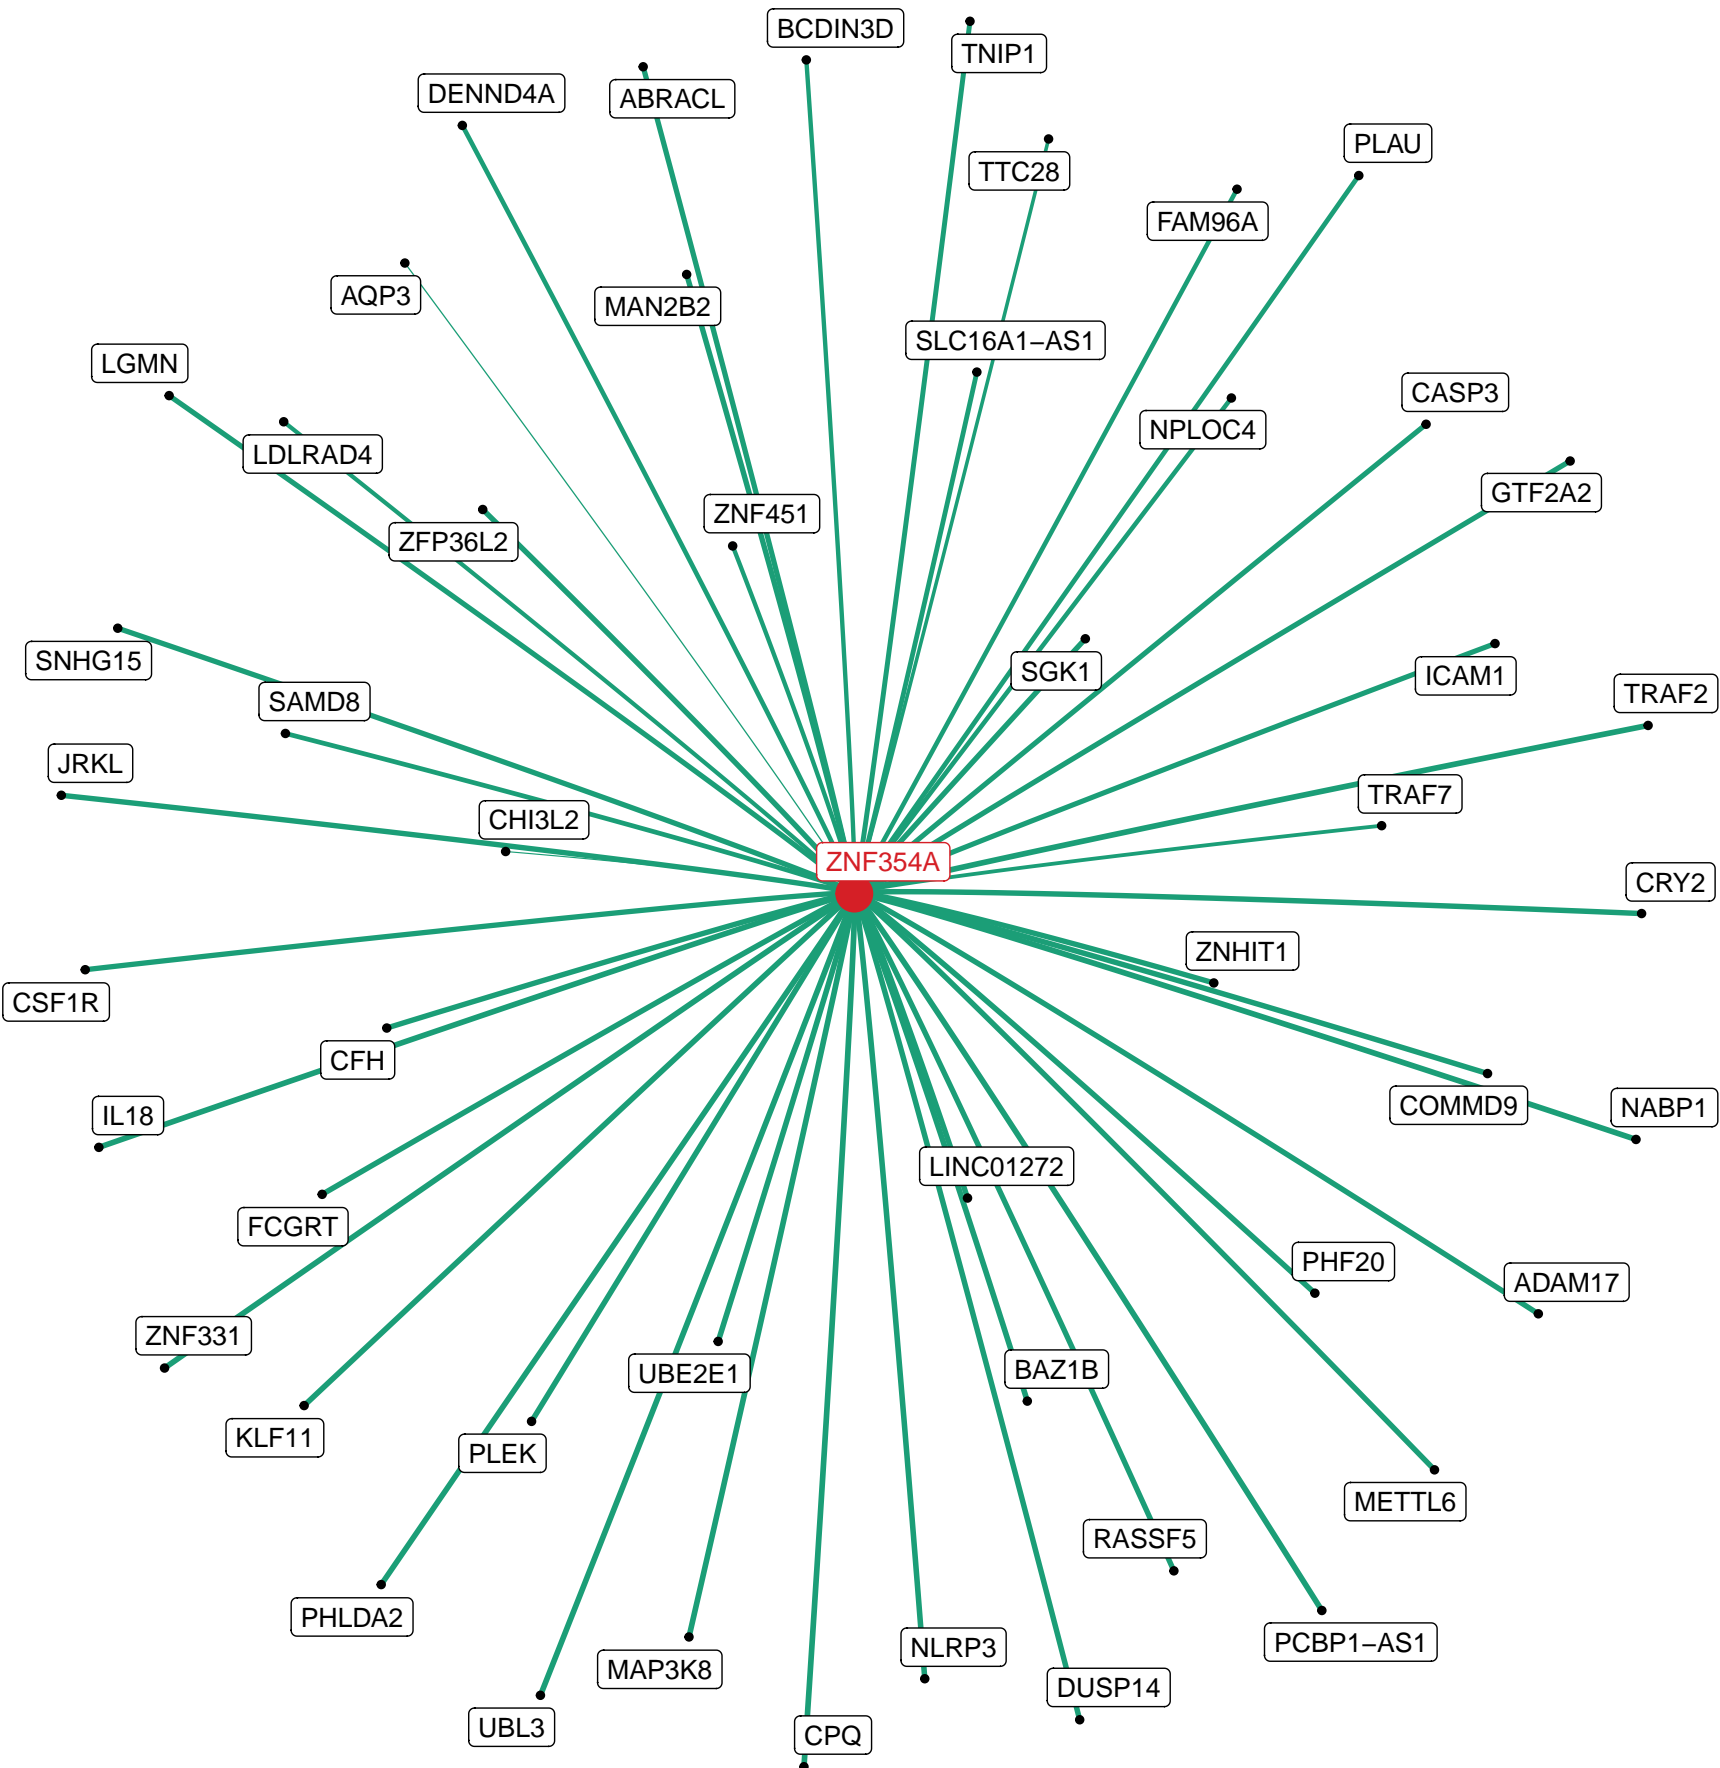 BCDIN3D
TNIP1
DENND4A
ABRACL
PLAU
TTC28
FAM96A
AQP3
MAN2B2
SLC16A1−AS1
LGMN
CASP3
NPLOC4
LDLRAD4
GTF2A2
ZNF451
ZFP36L2
SNHG15
SGK1
ICAM1
TRAF2
SAMD8
JRKL
TRAF7
CHI3L2
ZNF354A
CRY2
ZNHIT1
CSF1R
CFH
COMMD9
NABP1
IL18
LINC01272
FCGRT
PHF20
ADAM17
ZNF331
BAZ1B
UBE2E1
KLF11
PLEK
METTL6
RASSF5
PHLDA2
PCBP1−AS1
NLRP3
MAP3K8
DUSP14
UBL3
CPQ